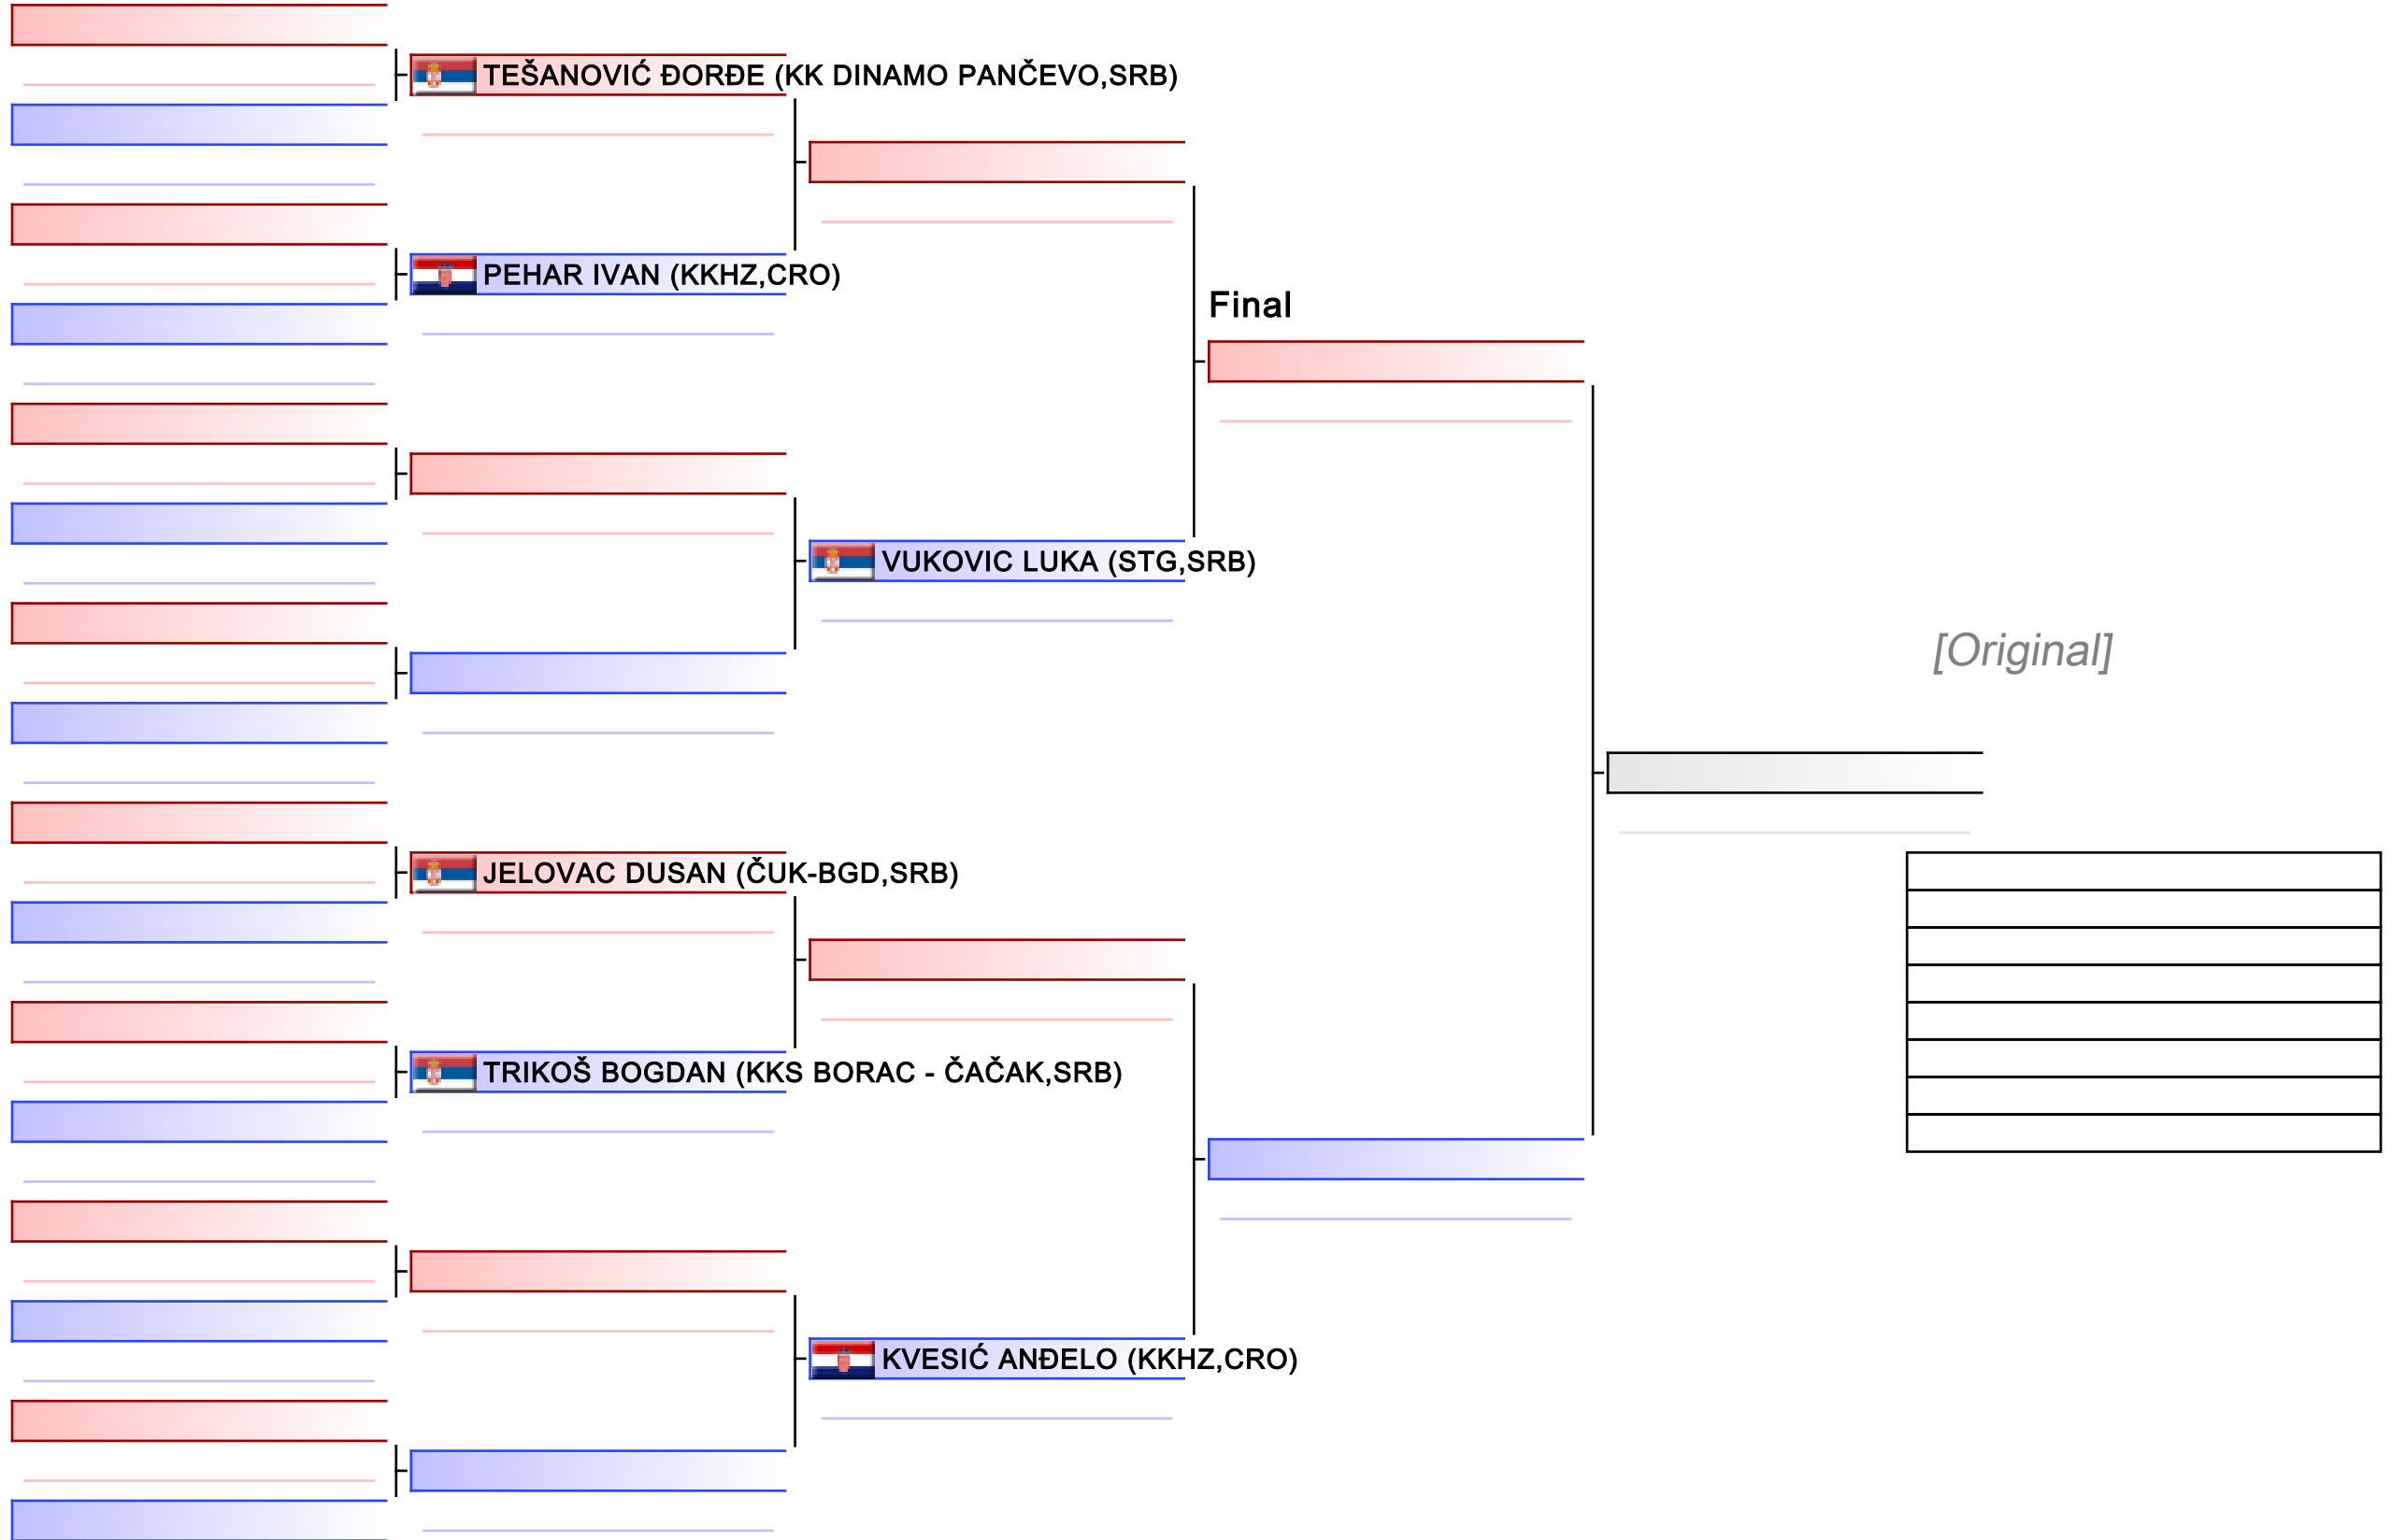 TEŠANOVIĆ ĐORĐE (KK DINAMO PANČEVO,SRB)
PEHAR IVAN (KKHZ,CRO)
Final
VUKOVIC LUKA (STG,SRB)
[Original]
JELOVAC DUSAN (ČUK-BGD,SRB)
TRIKOŠ BOGDAN (KKS BORAC - ČAČAK,SRB)
KVESIĆ ANĐELO (KKHZ,CRO)